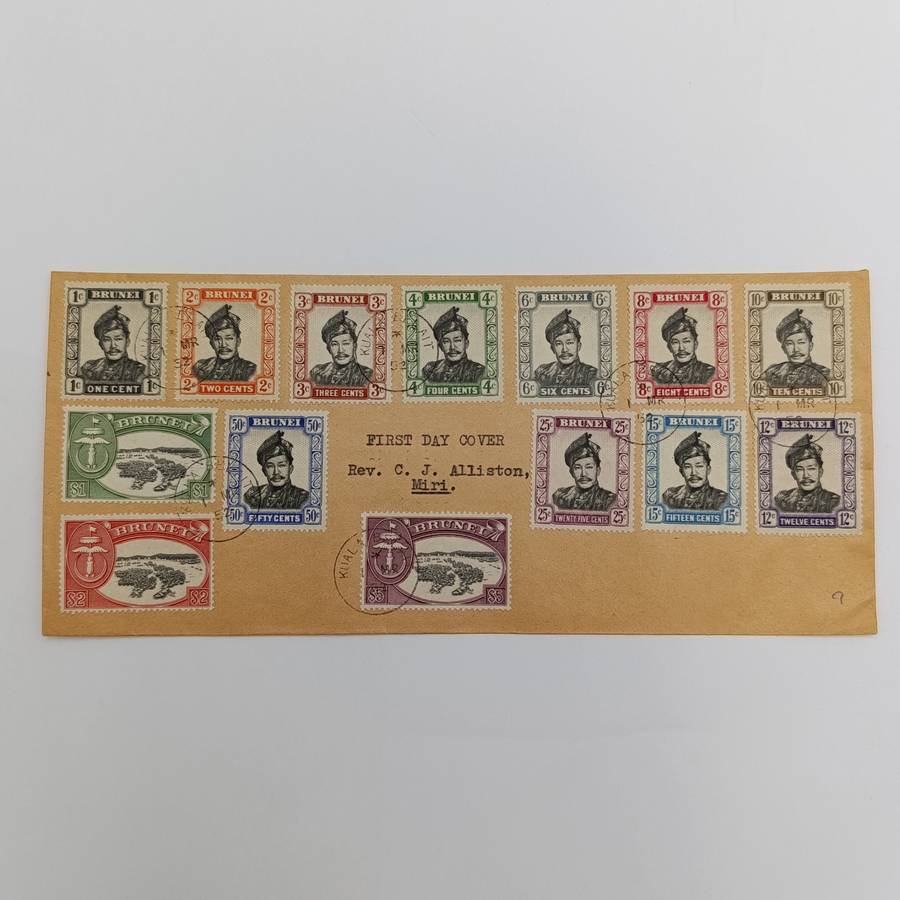 1c BRUNEI 1c
1c ONE CENT 1c
2c BRUNEI 2c
2c TWO CENTS 2c
3c BRUNEI 3c
3c THREE CENTS 3c
4c BRUNEI 4c
4c FOUR CENTS 4c
6c BRUNEI 6c
6c SIX CENTS 6c
8c BRUNEI 8c
8c EIGHT CENTS 8c
10c BRUNEI 10c
10c TEN CENTS 10c
MR
MR
MR
BRUNEI
$1 $1
50c BRUNEI 50c
50c FIFTY CENTS 50c
FIRST DAY COVER
Rev. C. J. Alliston,
Miri.
25c BRUNEI 25c
25c TWENTY FIVE CENTS 25c
15c BRUNEI 15c
15c FIFTEEN CENTS 15c
12c BRUNEI 12c
12c TWELVE CENTS 12c
BRUNEI
$2 $2
KUALA
BRUNEI
$5 $5